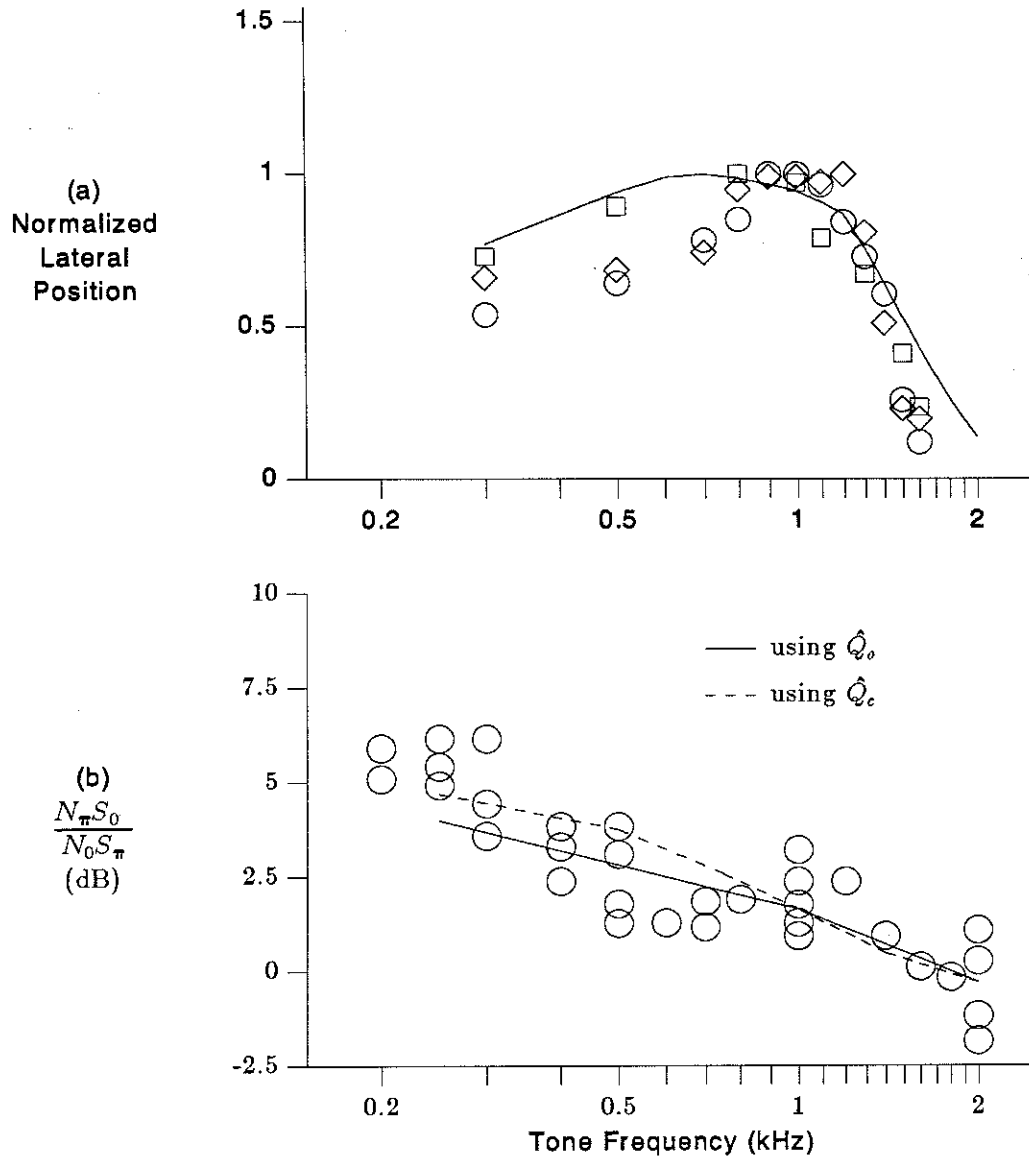 1.5
(a)
Normalized
Lateral
Position
1
0.5
0
0.2 0.5 1 2
10
7.5
5
2.5
0
-2.5
using Q̂ₒ
using Q̂_c
(b)
NπS0
N0Sπ
(dB)
0.2 0.5 1 2
Tone Frequency (kHz)